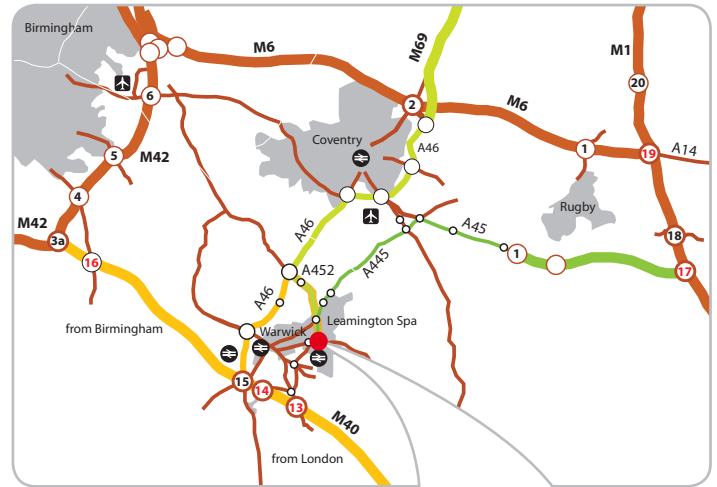 Birmingham
M6
M69
M1
20
6
2
M6
Coventry
A46
1
19
A14
5
M42
4
Rugby
M42
3a
16
A46
A45
18
A452
A445
1
17
A46
from Birmingham
Warwick
Leamington Spa
15
14
13
M40
from London